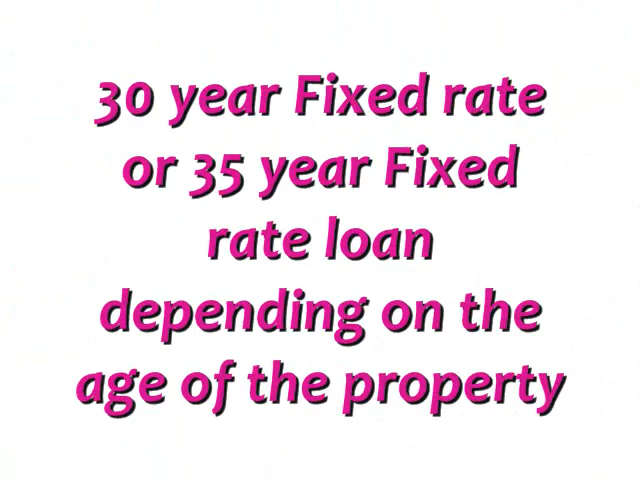 30 year Fixed rate
or 35 year Fixed
rate loan
depending on the
age of the property